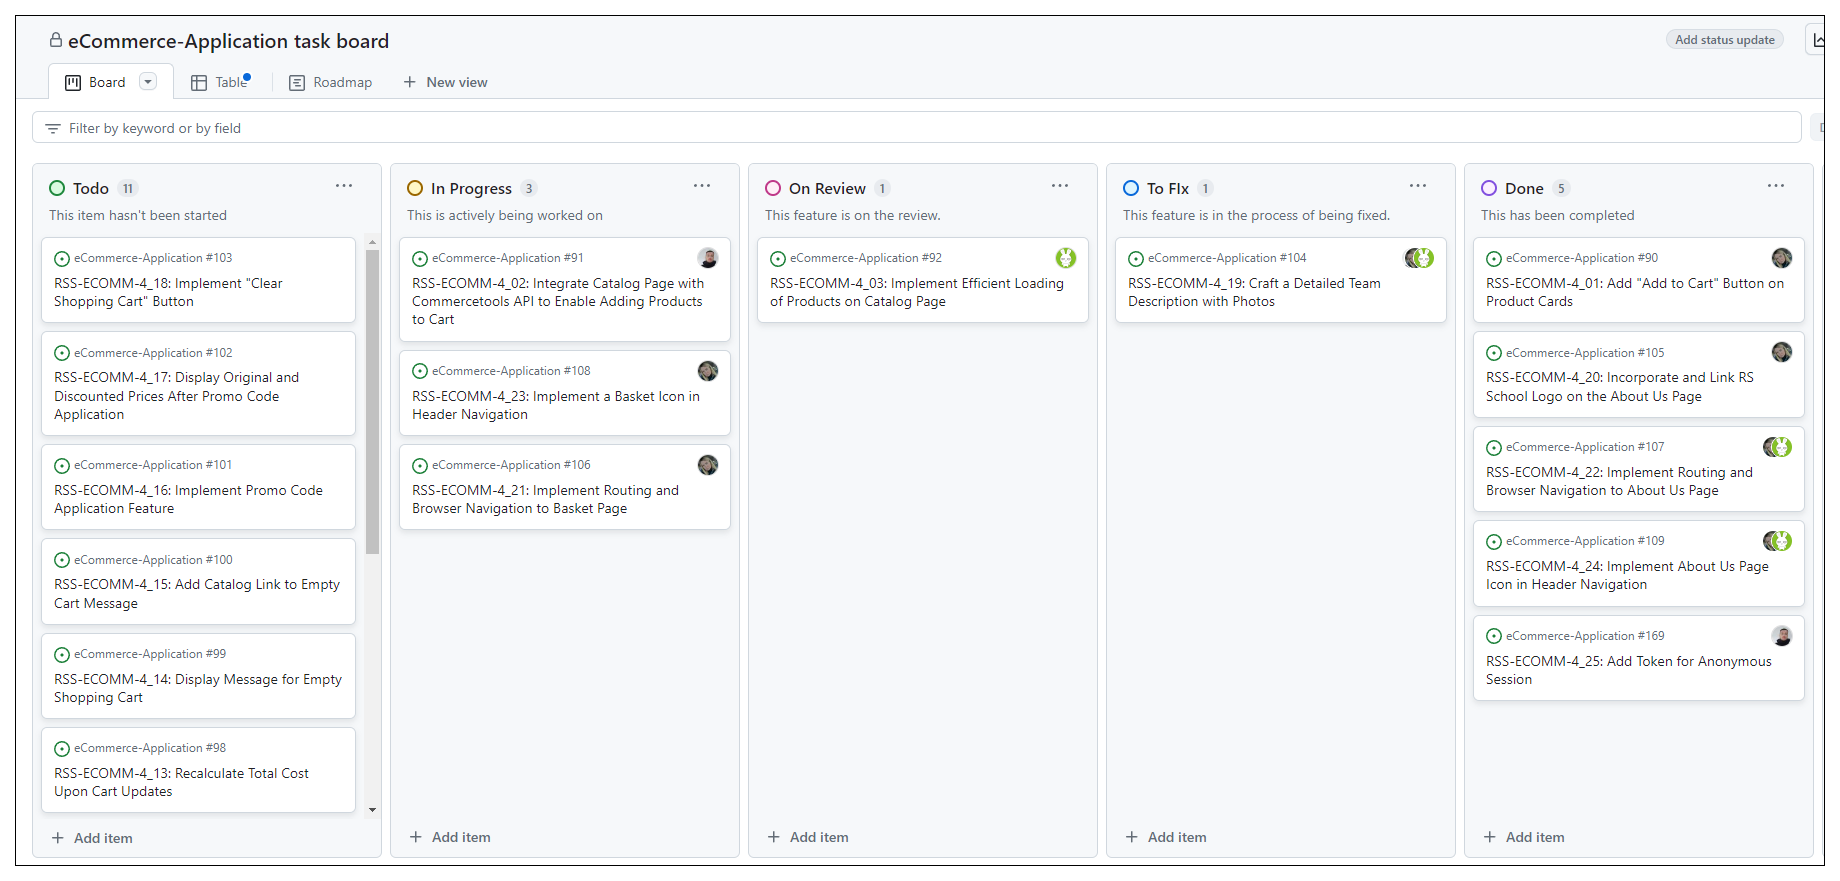 eCommerce-Application task board
Add status update
Board
Table
Roadmap
New view
Filter by keyword or by field
Todo 11
This item hasn't been started
eCommerce-Application #103
RSS-ECOMM-4_18: Implement "Clear
Shopping Cart" Button
eCommerce-Application #102
RSS-ECOMM-4_17: Display Original and
Discounted Prices After Promo Code
Application
eCommerce-Application #101
RSS-ECOMM-4_16: Implement Promo Code
Application Feature
eCommerce-Application #100
RSS-ECOMM-4_15: Add Catalog Link to Empty
Cart Message
eCommerce-Application #99
RSS-ECOMM-4_14: Display Message for Empty
Shopping Cart
eCommerce-Application #98
RSS-ECOMM-4_13: Recalculate Total Cost
Upon Cart Updates
Add item
In Progress 3
This is actively being worked on
eCommerce-Application #91
RSS-ECOMM-4_02: Integrate Catalog Page with
Commercetools API to Enable Adding Products
to Cart
eCommerce-Application #108
RSS-ECOMM-4_23: Implement a Basket Icon in
Header Navigation
eCommerce-Application #106
RSS-ECOMM-4_21: Implement Routing and
Browser Navigation to Basket Page
Add item
On Review 1
This feature is on the review.
eCommerce-Application #92
RSS-ECOMM-4_03: Implement Efficient Loading
of Products on Catalog Page
Add item
To FIx 1
This feature is in the process of being fixed.
eCommerce-Application #104
RSS-ECOMM-4_19: Craft a Detailed Team
Description with Photos
Add item
Done 5
This has been completed
eCommerce-Application #90
RSS-ECOMM-4_01: Add "Add to Cart" Button on
Product Cards
eCommerce-Application #105
RSS-ECOMM-4_20: Incorporate and Link RS
School Logo on the About Us Page
eCommerce-Application #107
RSS-ECOMM-4_22: Implement Routing and
Browser Navigation to About Us Page
eCommerce-Application #109
RSS-ECOMM-4_24: Implement About Us Page
Icon in Header Navigation
eCommerce-Application #169
RSS-ECOMM-4_25: Add Token for Anonymous
Session
Add item